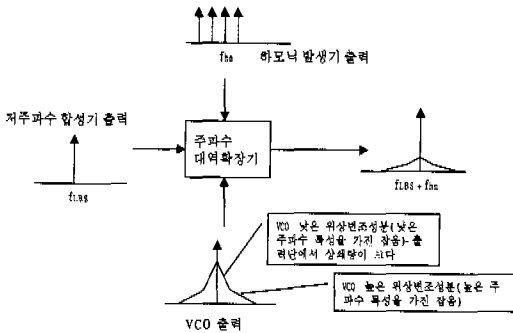 fhn 하모닉 발생기 출력
저주파수 합성기 출력
주파수
대역확장기
fLBS
fLBS + fhn
VCO 낮은 위상변조성분(낮은
주파수 특성을 가진 잡음)-출
력단에서 상쇄량이 크다
VCO 높은 위상변조성분(높은 주
파수 특성을 가진 잡음)
VCO 출력